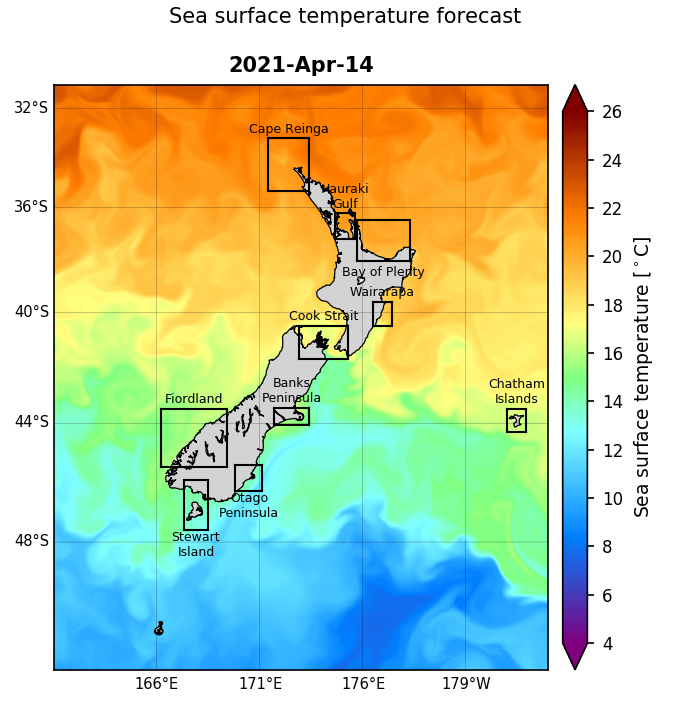 Sea surface temperature forecast
2021-Apr-14
32°S
36°S
40°S
44°S
48°S
166°E
171°E
176°E
179°W
Cape Reinga
Hauraki
Gulf
Bay of Plenty
Wairarapa
Cook Strait
Banks
Peninsula
Fiordland
Chatham
Islands
Otago
Peninsula
Stewart
Island
26
24
22
20
18
16
14
12
10
8
6
4
Sea surface temperature [°C]